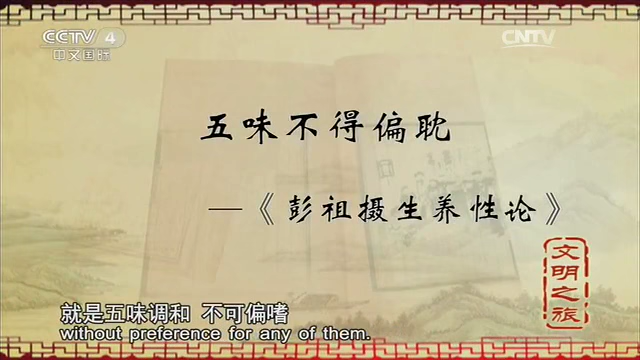 CCTV 4
中文国际
CNTV
五味不得偏耽
—《彭祖摄生养性论》
文明之旅
就是五味调和 不可偏嗜
without preference for any of them.